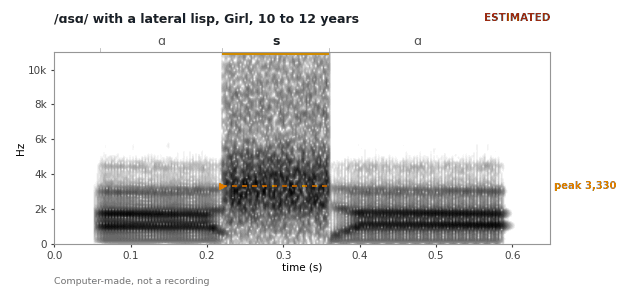 /ɑsɑ/ with a lateral lisp, Girl, 10 to 12 years
ESTIMATED
ɑ s ɑ
10k
8k
6k
4k
2k
0
Hz
peak 3,330
0.0 0.1 0.2 0.3 0.4 0.5 0.6
time (s)
Computer-made, not a recording